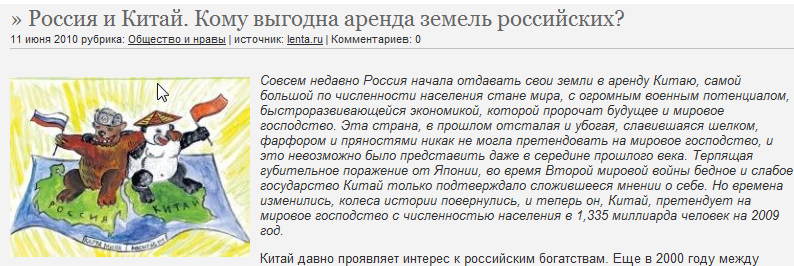 » Россия и Китай. Кому выгодна аренда земель российских?
11 июня 2010 рубрика: Общество и нравы | источник: lenta.ru | Комментариев: 0
Совсем недавно Россия начала отдавать свои земли в аренду Китаю, самой
большой по численности населения стане мира, с огромным военным потенциалом,
быстроразвивающейся экономикой, которой пророчат будущее и мировое
господство. Эта страна, в прошлом отсталая и убогая, славившаяся шелком,
фарфором и пряностями никак не могла претендовать на мировое господство, и
это невозможно было представить даже в середине прошлого века. Терпящая
губительное поражение от Японии, во время Второй мировой войны бедное и слабое
государство Китай только подтверждало сложившееся мнении о себе. Но времена
изменились, колеса истории повернулись, и теперь он, Китай, претендует на
мировое господство с численностью населения в 1,335 миллиарда человек на 2009
год.
РОССИЯ
КИТАЙ
КАРТА МИРА
Китай давно проявляет интерес к российским богатствам. Еще в 2000 году между